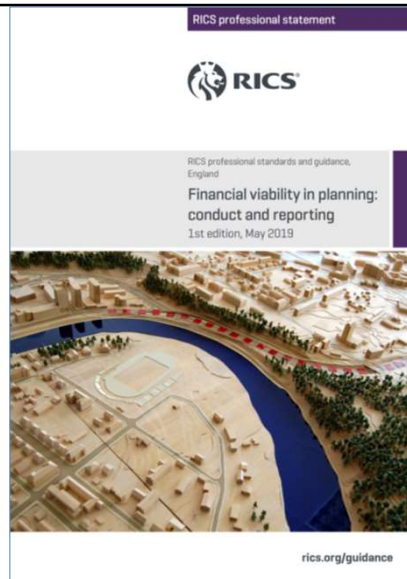 RICS professional statement
RICS
RICS professional standards and guidance,
England
Financial viability in planning:
conduct and reporting
1st edition, May 2019
rics.org/guidance